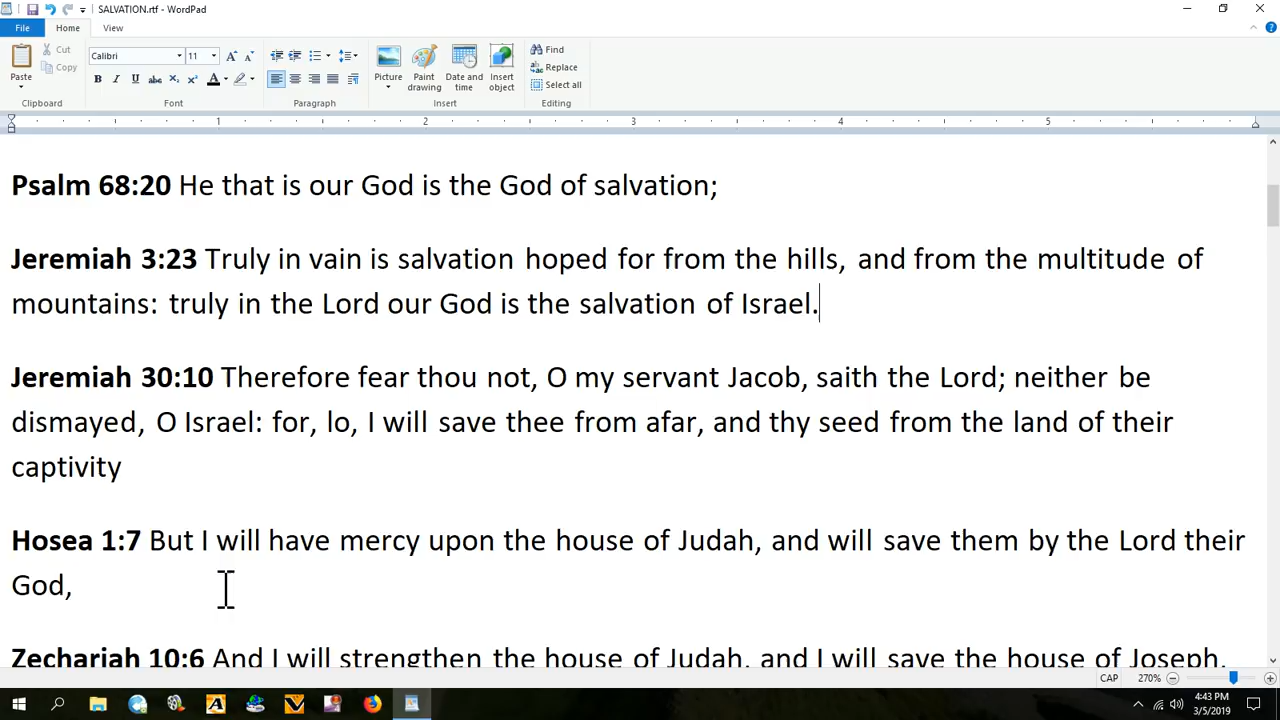 SALVATION.rtf - WordPad
File Home View
Paste
Cut
Copy
Clipboard
Calibri 11
Font
Paragraph
Picture
Paint drawing
Date and time
Insert object
Insert
Find
Replace
Select all
Editing
1 2 3 4 5
Psalm 68:20 He that is our God is the God of salvation;
Jeremiah 3:23 Truly in vain is salvation hoped for from the hills, and from the multitude of
mountains: truly in the Lord our God is the salvation of Israel.
Jeremiah 30:10 Therefore fear thou not, O my servant Jacob, saith the Lord; neither be
dismayed, O Israel: for, lo, I will save thee from afar, and thy seed from the land of their
captivity
Hosea 1:7 But I will have mercy upon the house of Judah, and will save them by the Lord their
God,
Zechariah 10:6 And I will strengthen the house of Judah, and I will save the house of Joseph,
CAP 270%
4:43 PM
3/5/2019